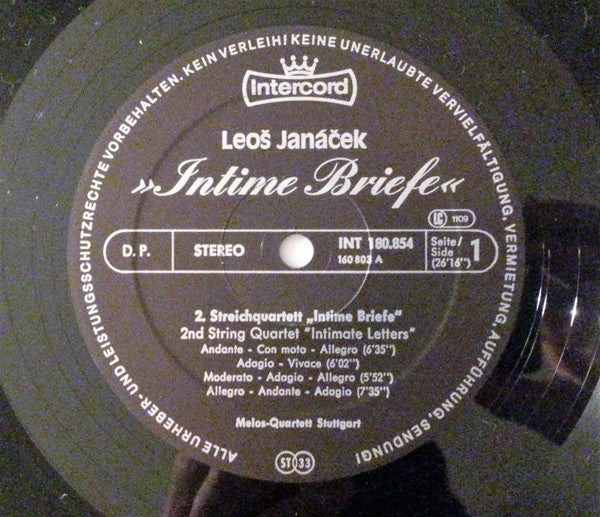 ALLE URHEBER- UND LEISTUNGSSCHUTZRECHTE VORBEHALTEN. KEIN VERLEIH! KEINE UNERLAUBTE VERVIELFÄLTIGUNG, VERMIETUNG, AUFFÜHRUNG, SENDUNG!
Intercord
Leoš Janáček
»Intime Briefe«
LC 1109
D. P. STEREO INT 180.854 Seite/ 1
160 803 A Side
(26'16")
2. Streichquartett „Intime Briefe"
2nd String Quartet "Intimate Letters"
Andante - Con moto - Allegro (6'35")
Adagio - Vivace (6'02")
Moderato - Adagio - Allegro (5'52")
Allegro - Andante - Adagio (7'35")
Melos-Quartett Stuttgart
ST 33